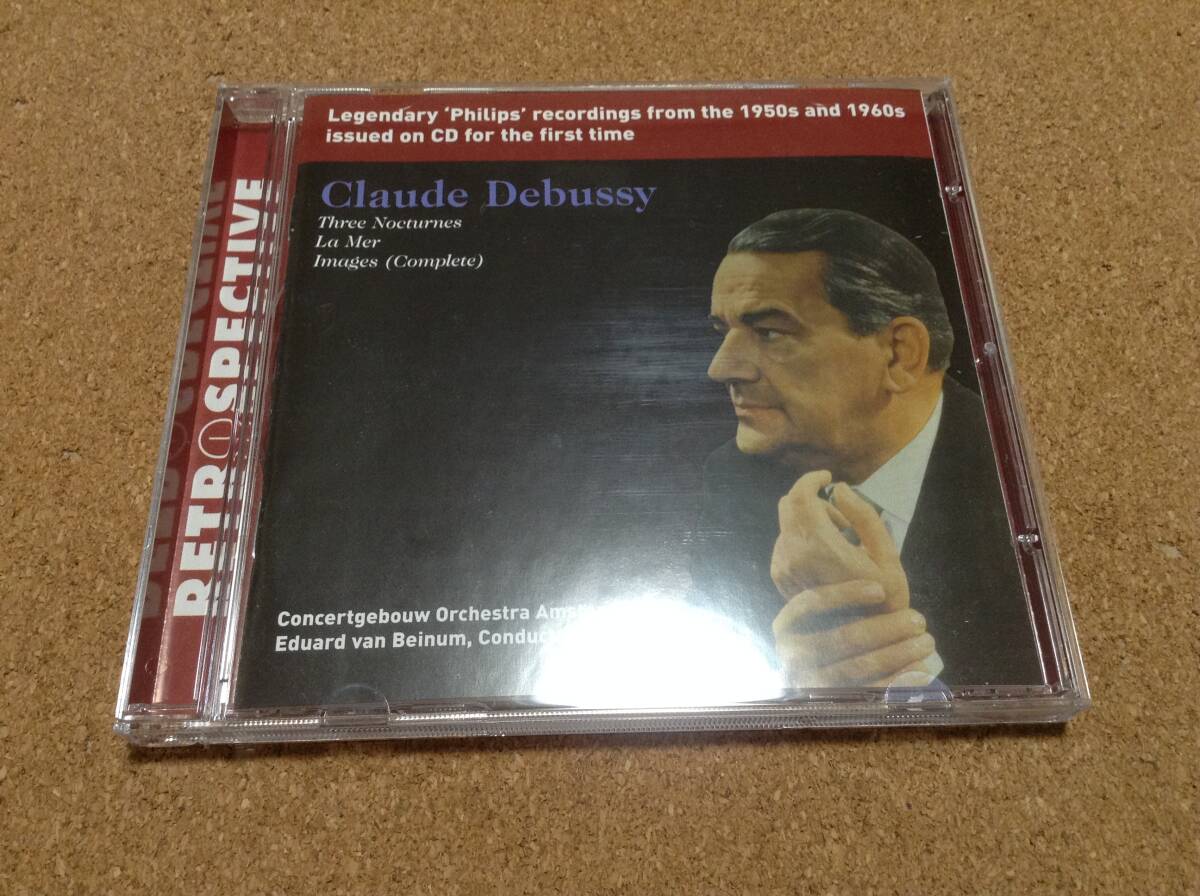 Legendary ‘Philips’ recordings from the 1950s and 1960s
issued on CD for the first time
Claude Debussy
Three Nocturnes
La Mer
Images (Complete)
Concertgebouw Orchestra
Eduard van Beinum,
RETROSPECTIVE